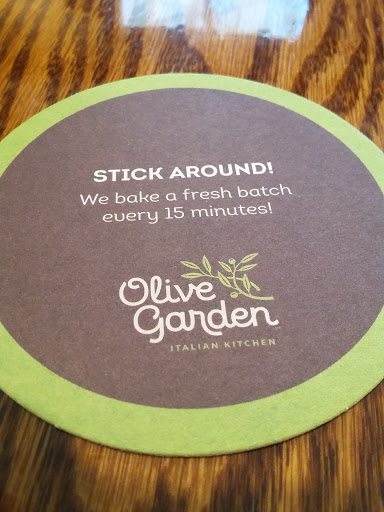 STICK AROUND!
We bake a fresh batch
every 15 minutes!
Olive
Garden
ITALIAN KITCHEN